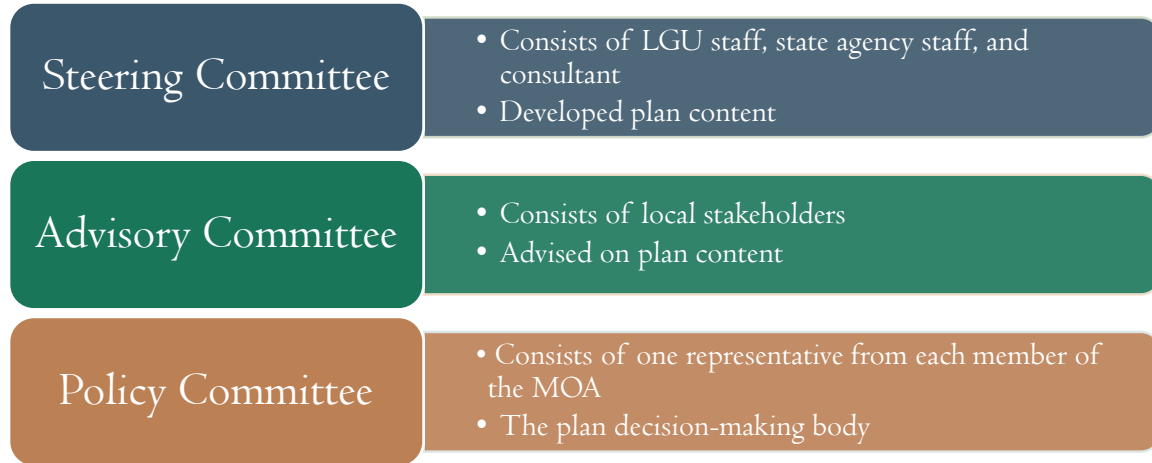 Steering Committee
• Consists of LGU staff, state agency staff, and
consultant
• Developed plan content
Advisory Committee
• Consists of local stakeholders
• Advised on plan content
Policy Committee
• Consists of one representative from each member of
the MOA
• The plan decision-making body